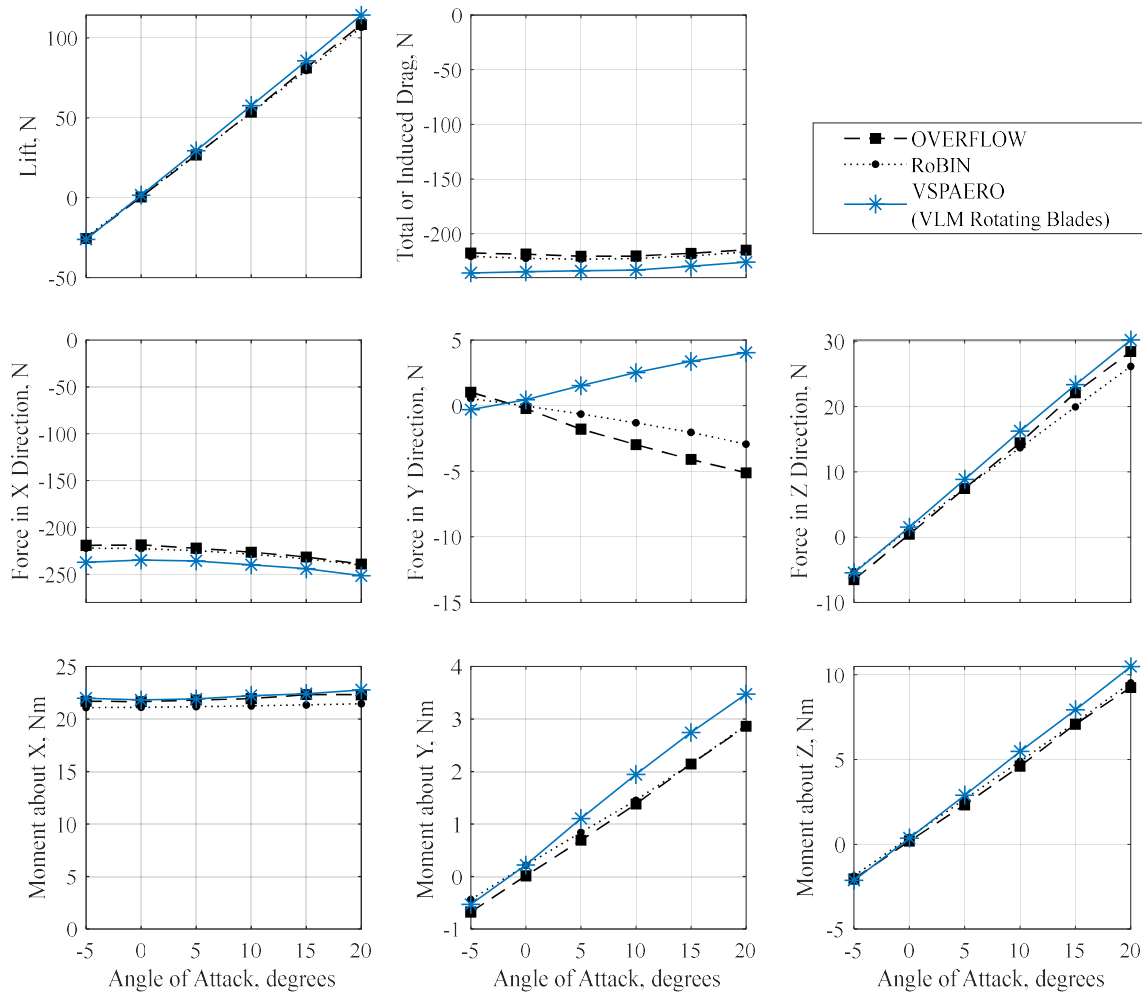 Lift, N
100
50
0
-50
Total or Induced Drag, N
0
-50
-100
-150
-200
OVERFLOW
RoBIN
VSPAERO
(VLM Rotating Blades)
Force in X Direction, N
0
-50
-100
-150
-200
-250
Force in Y Direction, N
5
0
-5
-10
-15
Force in Z Direction, N
30
20
10
0
-10
Moment about X, Nm
25
20
15
10
5
0
-5 0 5 10 15 20
Angle of Attack, degrees
Moment about Y, Nm
4
3
2
1
0
-1
-5 0 5 10 15 20
Angle of Attack, degrees
Moment about Z, Nm
10
5
0
-5
-5 0 5 10 15 20
Angle of Attack, degrees